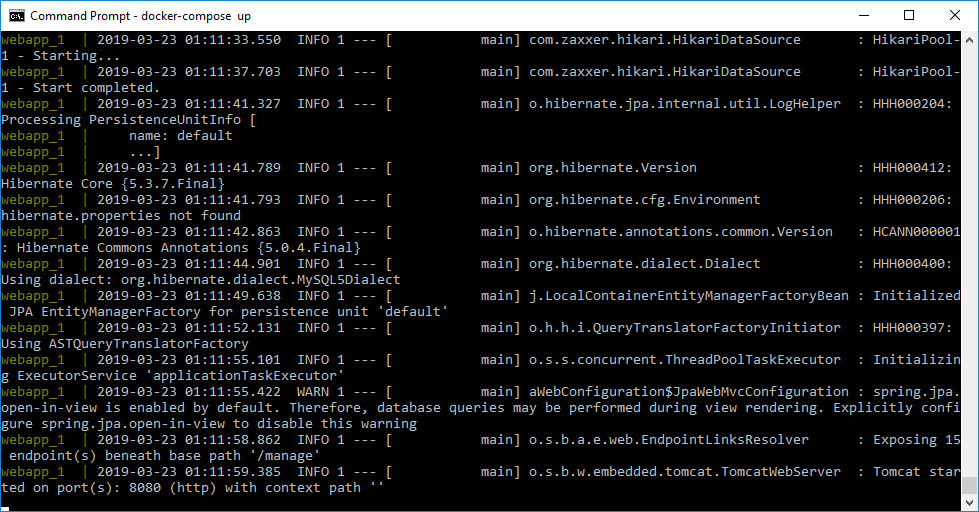 Command Prompt - docker-compose up
webapp_1  | 2019-03-23 01:11:33.550  INFO 1 --- [           main] com.zaxxer.hikari.HikariDataSource       : HikariPool-
1 - Starting...
webapp_1  | 2019-03-23 01:11:37.703  INFO 1 --- [           main] com.zaxxer.hikari.HikariDataSource       : HikariPool-
1 - Start completed.
webapp_1  | 2019-03-23 01:11:41.327  INFO 1 --- [           main] o.hibernate.jpa.internal.util.LogHelper  : HHH000204:
Processing PersistenceUnitInfo [
webapp_1  |     name: default
webapp_1  |     ...]
webapp_1  | 2019-03-23 01:11:41.789  INFO 1 --- [           main] org.hibernate.Version                    : HHH000412:
Hibernate Core {5.3.7.Final}
webapp_1  | 2019-03-23 01:11:41.793  INFO 1 --- [           main] org.hibernate.cfg.Environment            : HHH000206:
hibernate.properties not found
webapp_1  | 2019-03-23 01:11:42.863  INFO 1 --- [           main] o.hibernate.annotations.common.Version   : HCANN000001
: Hibernate Commons Annotations {5.0.4.Final}
webapp_1  | 2019-03-23 01:11:44.901  INFO 1 --- [           main] org.hibernate.dialect.Dialect            : HHH000400:
Using dialect: org.hibernate.dialect.MySQL5Dialect
webapp_1  | 2019-03-23 01:11:49.638  INFO 1 --- [           main] j.LocalContainerEntityManagerFactoryBean : Initialized
 JPA EntityManagerFactory for persistence unit 'default'
webapp_1  | 2019-03-23 01:11:52.131  INFO 1 --- [           main] o.h.h.i.QueryTranslatorFactoryInitiator  : HHH000397:
Using ASTQueryTranslatorFactory
webapp_1  | 2019-03-23 01:11:55.101  INFO 1 --- [           main] o.s.s.concurrent.ThreadPoolTaskExecutor  : Initializin
g ExecutorService 'applicationTaskExecutor'
webapp_1  | 2019-03-23 01:11:55.422  WARN 1 --- [           main] aWebConfiguration$JpaWebMvcConfiguration : spring.jpa.
open-in-view is enabled by default. Therefore, database queries may be performed during view rendering. Explicitly confi
gure spring.jpa.open-in-view to disable this warning
webapp_1  | 2019-03-23 01:11:58.862  INFO 1 --- [           main] o.s.b.a.e.web.EndpointLinksResolver      : Exposing 15
 endpoint(s) beneath base path '/manage'
webapp_1  | 2019-03-23 01:11:59.385  INFO 1 --- [           main] o.s.b.w.embedded.tomcat.TomcatWebServer  : Tomcat star
ted on port(s): 8080 (http) with context path ''